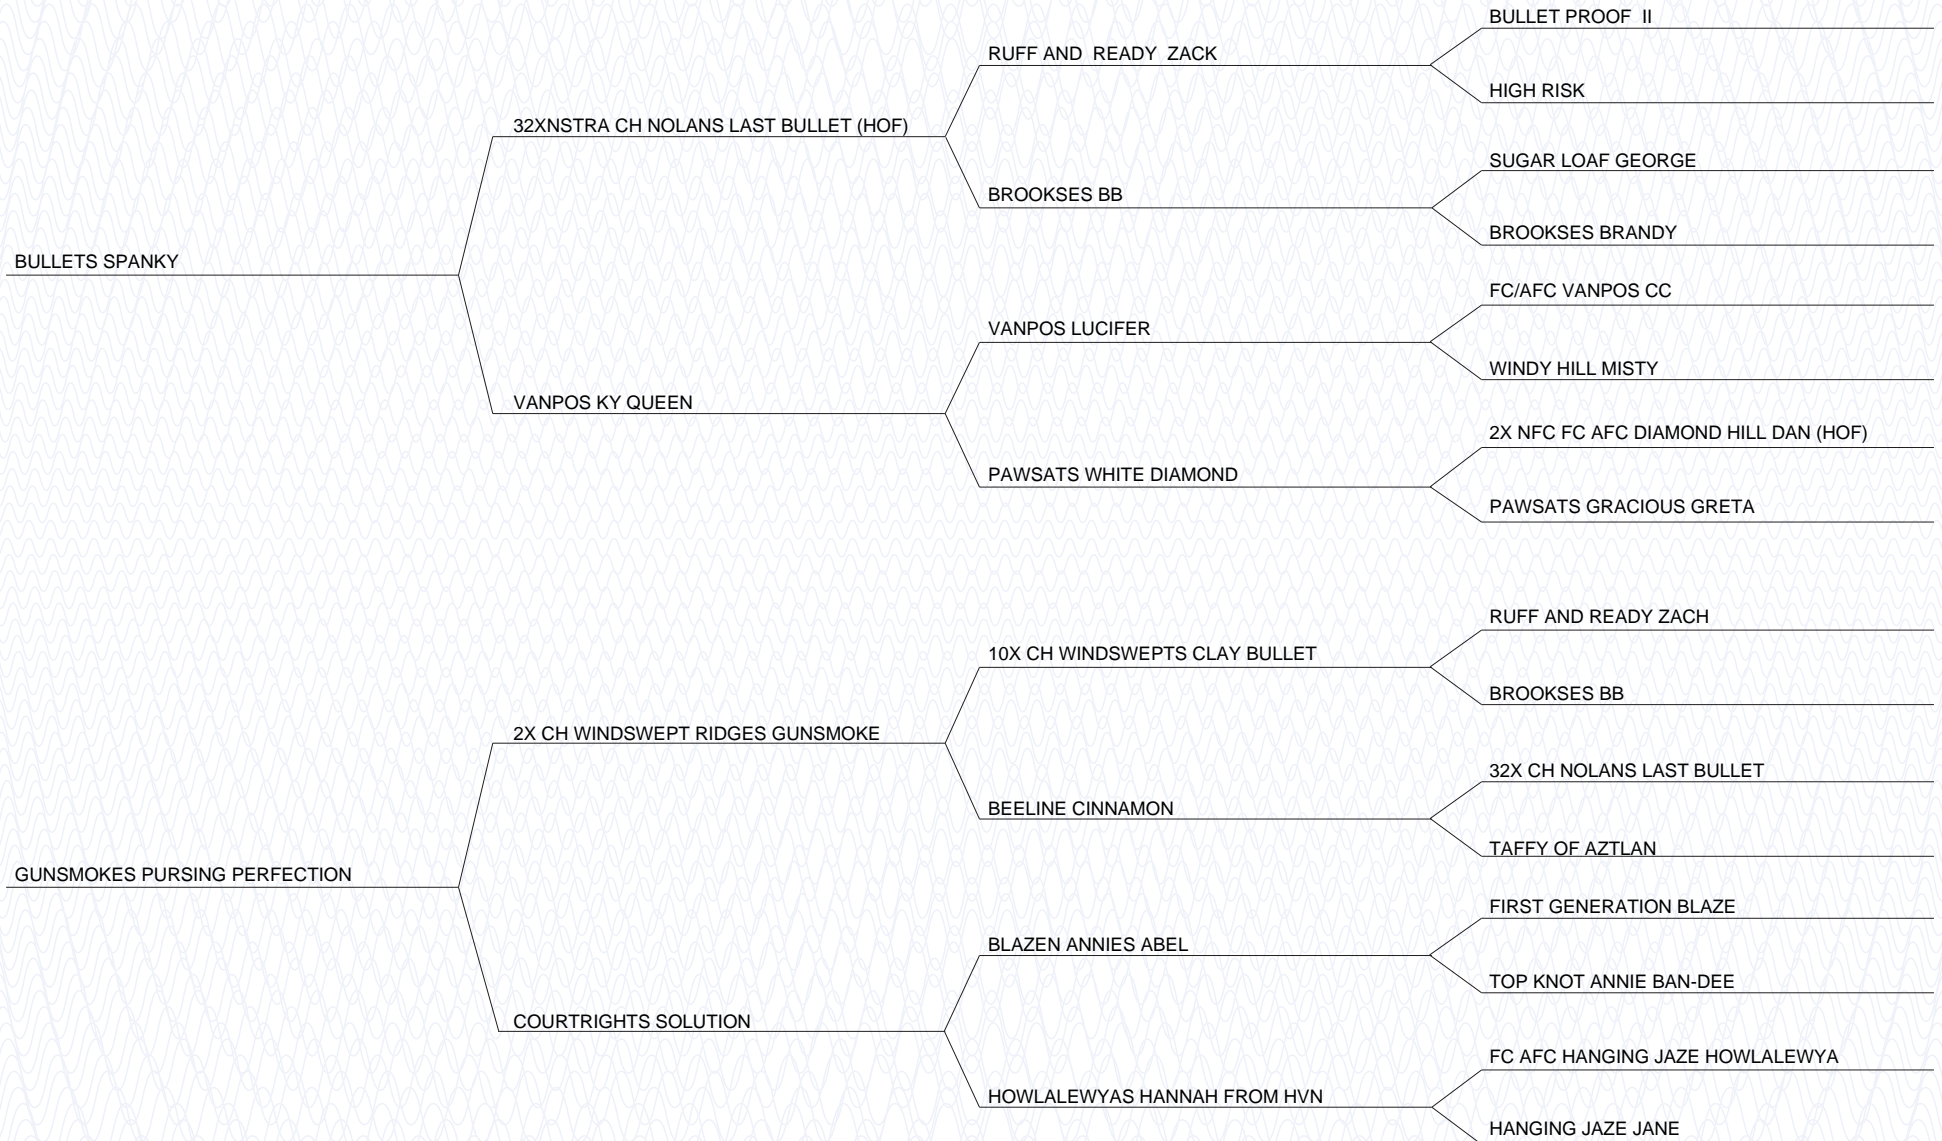 BULLET PROOF  II
RUFF AND  READY  ZACK
HIGH RISK
32XNSTRA CH NOLANS LAST BULLET (HOF)
SUGAR LOAF GEORGE
BROOKSES BB
BROOKSES BRANDY
BULLETS SPANKY
FC/AFC VANPOS CC
VANPOS LUCIFER
WINDY HILL MISTY
VANPOS KY QUEEN
2X NFC FC AFC DIAMOND HILL DAN (HOF)
PAWSATS WHITE DIAMOND
PAWSATS GRACIOUS GRETA
RUFF AND READY ZACH
10X CH WINDSWEPTS CLAY BULLET
BROOKSES BB
2X CH WINDSWEPT RIDGES GUNSMOKE
32X CH NOLANS LAST BULLET
BEELINE CINNAMON
TAFFY OF AZTLAN
GUNSMOKES PURSING PERFECTION
FIRST GENERATION BLAZE
BLAZEN ANNIES ABEL
TOP KNOT ANNIE BAN-DEE
COURTRIGHTS SOLUTION
FC AFC HANGING JAZE HOWLALEWYA
HOWLALEWYAS HANNAH FROM HVN
HANGING JAZE JANE